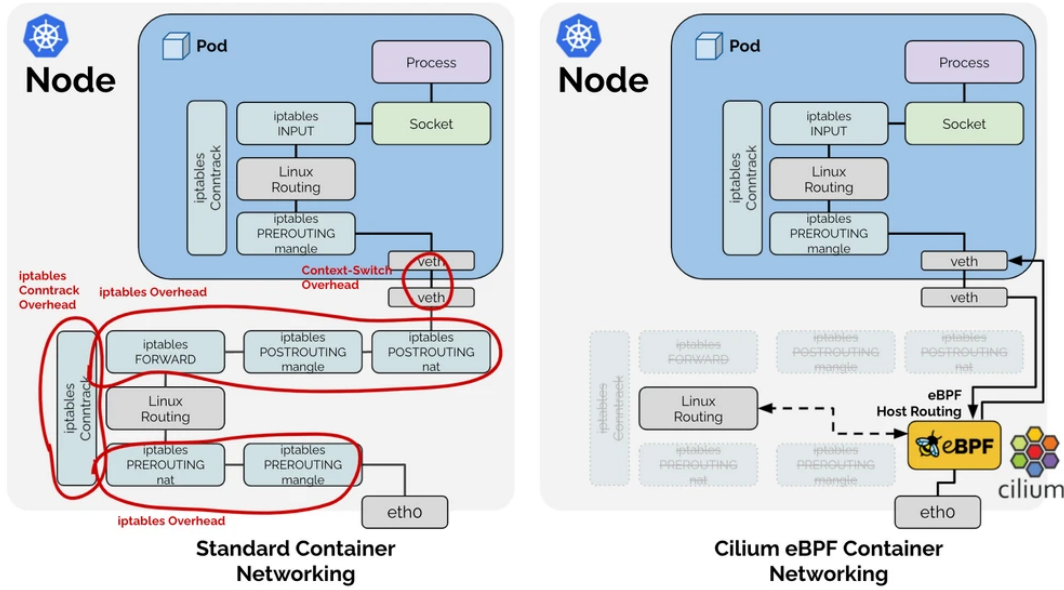 Node
Pod
Process
iptables
INPUT
Socket
iptables
Conntrack
Linux
Routing
iptables
PREROUTING
mangle
veth
Context-Switch
Overhead
veth
iptables
Conntrack
Overhead
iptables Overhead
iptables
FORWARD
iptables
POSTROUTING
mangle
iptables
POSTROUTING
nat
iptables
Conntrack
Linux
Routing
iptables
PREROUTING
nat
iptables
PREROUTING
mangle
iptables Overhead
eth0
Standard Container
Networking
Node
Pod
Process
iptables
INPUT
Socket
iptables
Conntrack
Linux
Routing
iptables
PREROUTING
mangle
veth
veth
iptables
FORWARD
iptables
POSTROUTING
mangle
iptables
POSTROUTING
nat
iptables
Conntrack
Linux
Routing
eBPF
Host Routing
eBPF
iptables
PREROUTING
nat
iptables
PREROUTING
mangle
cilium
eth0
Cilium eBPF Container
Networking